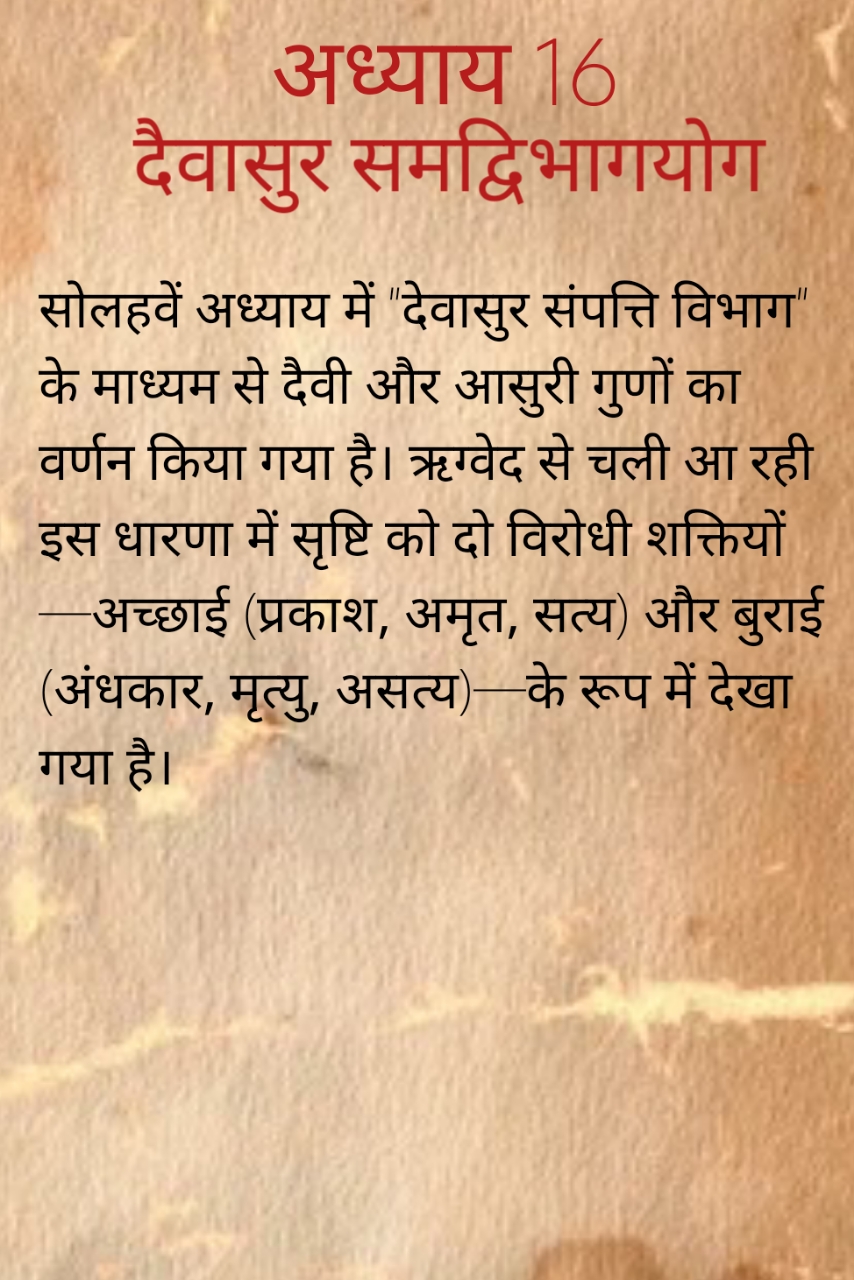 अध्याय 16
दैवासुर समद्विभागयोग
सोलहवें अध्याय में "देवासुर संपत्ति विभाग"
के माध्यम से दैवी और आसुरी गुणों का
वर्णन किया गया है। ऋग्वेद से चली आ रही
इस धारणा में सृष्टि को दो विरोधी शक्तियों
—अच्छाई (प्रकाश, अमृत, सत्य) और बुराई
(अंधकार, मृत्यु, असत्य)—के रूप में देखा
गया है।